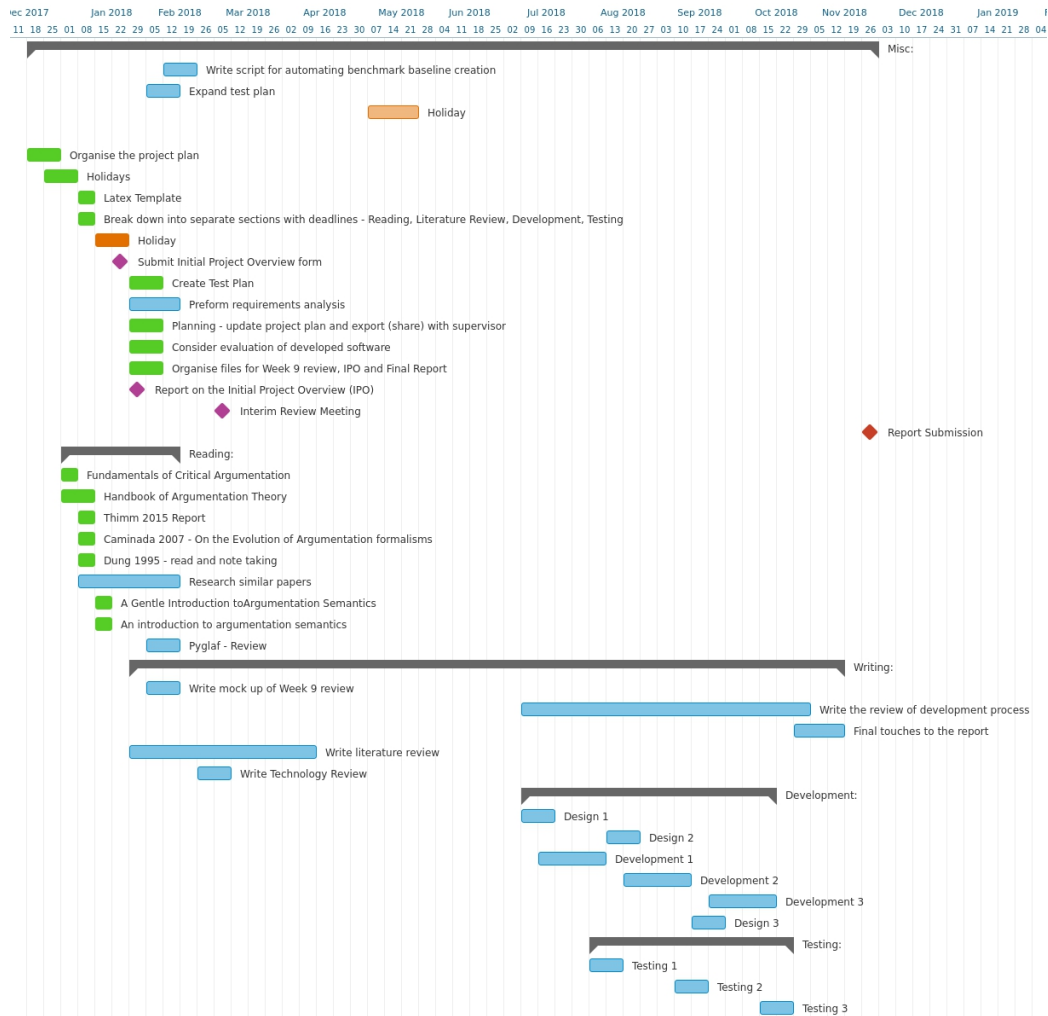 ec 2017 Jan 2018 Feb 2018 Mar 2018 Apr 2018 May 2018 Jun 2018 Jul 2018 Aug 2018 Sep 2018 Oct 2018 Nov 2018 Dec 2018 Jan 2019 F
11 18 25 01 08 15 22 29 05 12 19 26 05 12 19 26 02 09 16 23 30 07 14 21 28 04 11 18 25 02 09 16 23 30 06 13 20 27 03 10 17 24 01 08 15 22 29 05 12 19 26 03 10 17 24 31 07 14 21 28 04
Misc:
Write script for automating benchmark baseline creation
Expand test plan
Holiday
Organise the project plan
Holidays
Latex Template
Break down into separate sections with deadlines - Reading, Literature Review, Development, Testing
Holiday
Submit Initial Project Overview form
Create Test Plan
Preform requirements analysis
Planning - update project plan and export (share) with supervisor
Consider evaluation of developed software
Organise files for Week 9 review, IPO and Final Report
Report on the Initial Project Overview (IPO)
Interim Review Meeting
Report Submission
Reading:
Fundamentals of Critical Argumentation
Handbook of Argumentation Theory
Thimm 2015 Report
Caminada 2007 - On the Evolution of Argumentation formalisms
Dung 1995 - read and note taking
Research similar papers
A Gentle Introduction toArgumentation Semantics
An introduction to argumentation semantics
Pyglaf - Review
Writing:
Write mock up of Week 9 review
Write the review of development process
Final touches to the report
Write literature review
Write Technology Review
Development:
Design 1
Design 2
Development 1
Development 2
Development 3
Design 3
Testing:
Testing 1
Testing 2
Testing 3